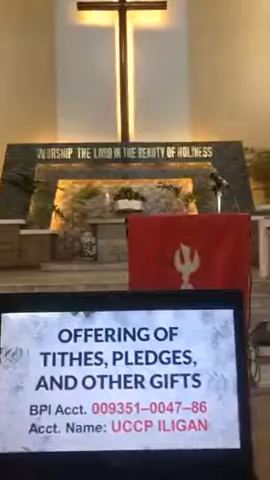 WORSHIP THE LORD IN THE BEAUTY OF HOLINESS
OFFERING OF
TITHES, PLEDGES,
AND OTHER GIFTS
BPI Acct. 009351-0047-86
Acct. Name: UCCP ILIGAN